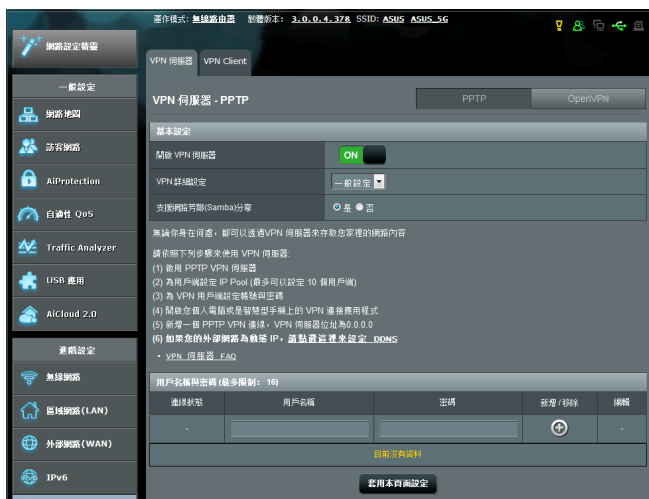 運作模式: 無線路由器 韌體版本: 3.0.0.4.378 SSID: ASUS ASUS_5G
網路設定精靈
一般設定
網路地圖
訪客網路
AiProtection
自適性 QoS
Traffic Analyzer
USB 應用
AiCloud 2.0
進階設定
無線網路
區域網路(LAN)
外部網路(WAN)
IPv6
VPN 伺服器 VPN Client
VPN 伺服器 - PPTP PPTP OpenVPN
基本設定
開啟 VPN 伺服器 ON
VPN 詳細設定 一般設定
支援網路芳鄰(Samba)分享 是 否
無論你身在何處，都可以透過VPN 伺服器來存取您家裡的網路內容
請依照下列步驟來使用 VPN 伺服器:
(1) 啟用 PPTP VPN 伺服器
(2) 為用戶端設定 IP Pool (最多可以設定 10 個用戶端)
(3) 為 VPN 用戶端設定帳號與密碼
(4) 開啟您個人電腦或是智慧型手機上的 VPN 連接應用程式
(5) 新增一個 PPTP VPN 連線，VPN 伺服器位址為0.0.0.0
(6) 如果您的外部網路為動態 IP，請點選這裡來設定 DDNS
• VPN 伺服器 FAQ
用戶名稱與密碼 (最多限制: 16)
連線狀態 用戶名稱 密碼 新增 / 移除 編輯
- -
目前沒有資料
套用本頁面設定